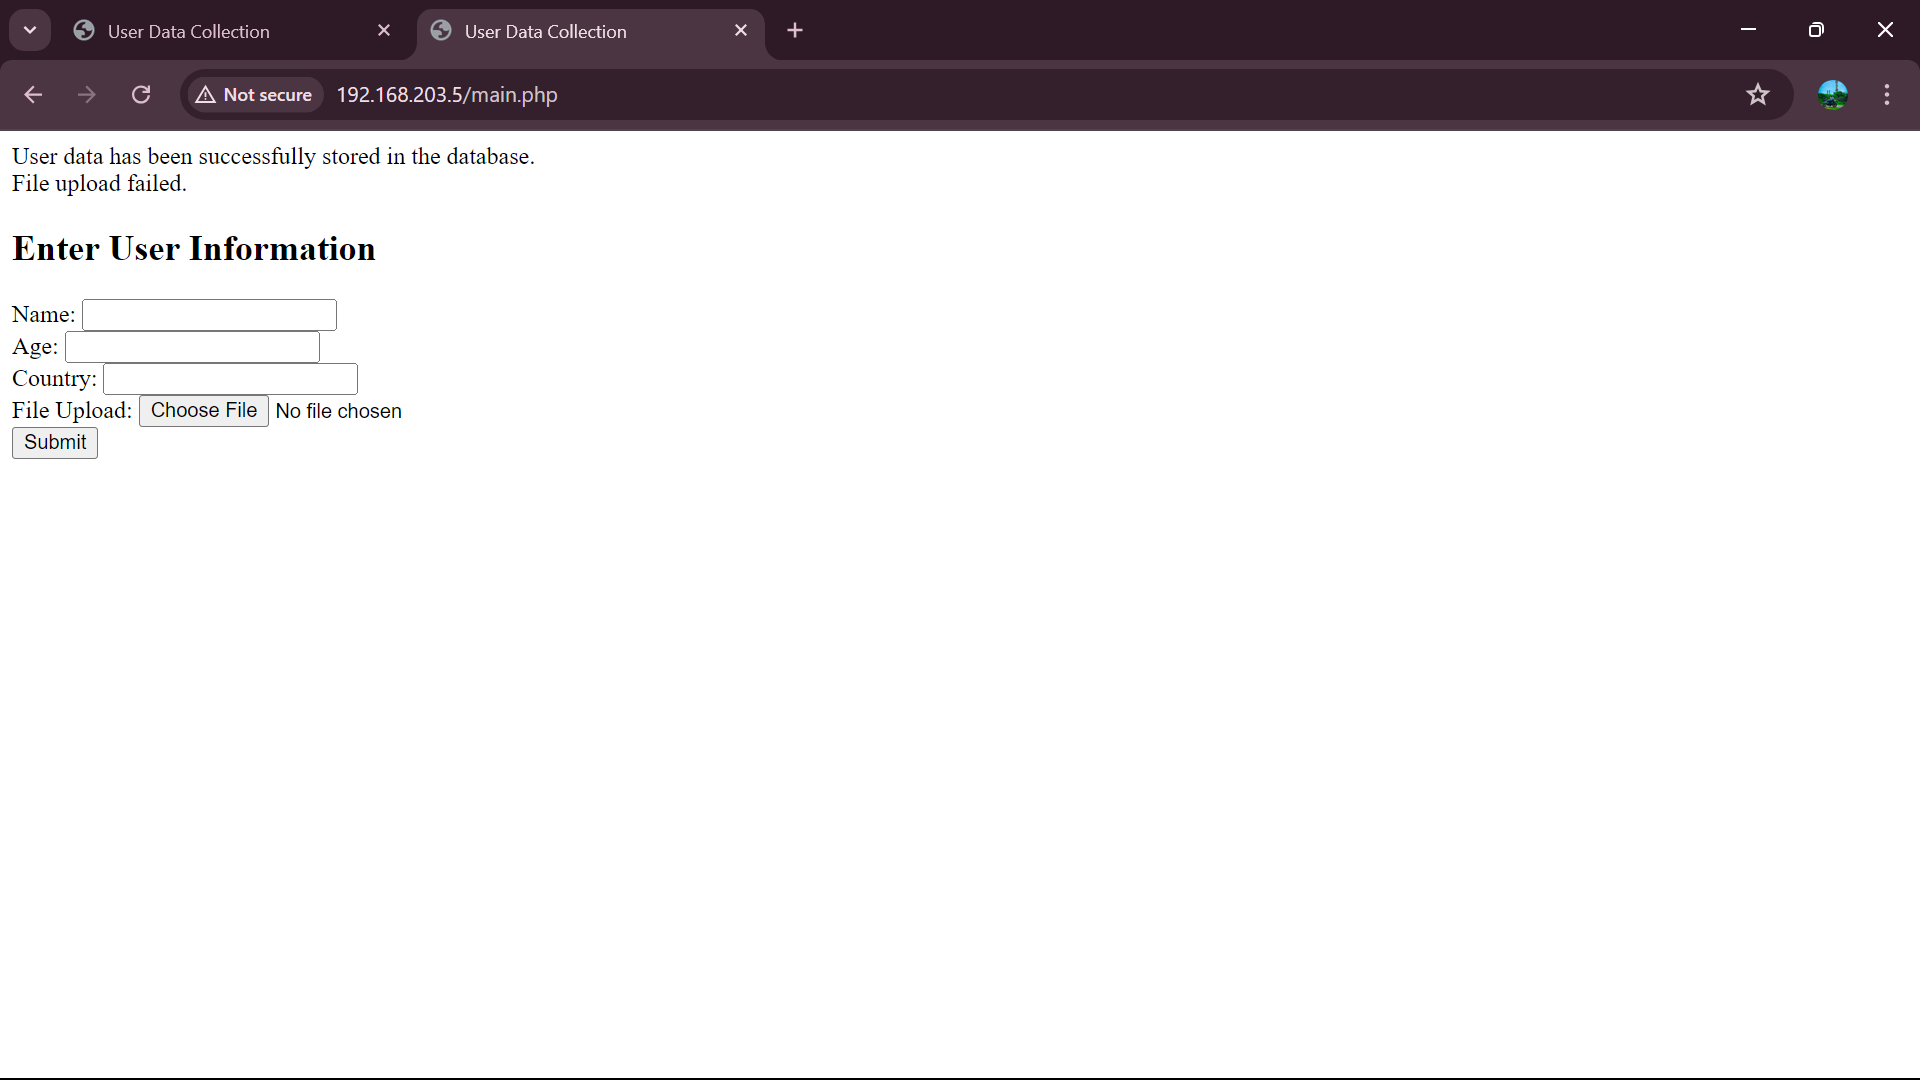 User Data Collection
User Data Collection
Not secure 192.168.203.5/main.php
User data has been successfully stored in the database.
File upload failed.
Enter User Information
Name:
Age:
Country:
File Upload: Choose File No file chosen
Submit